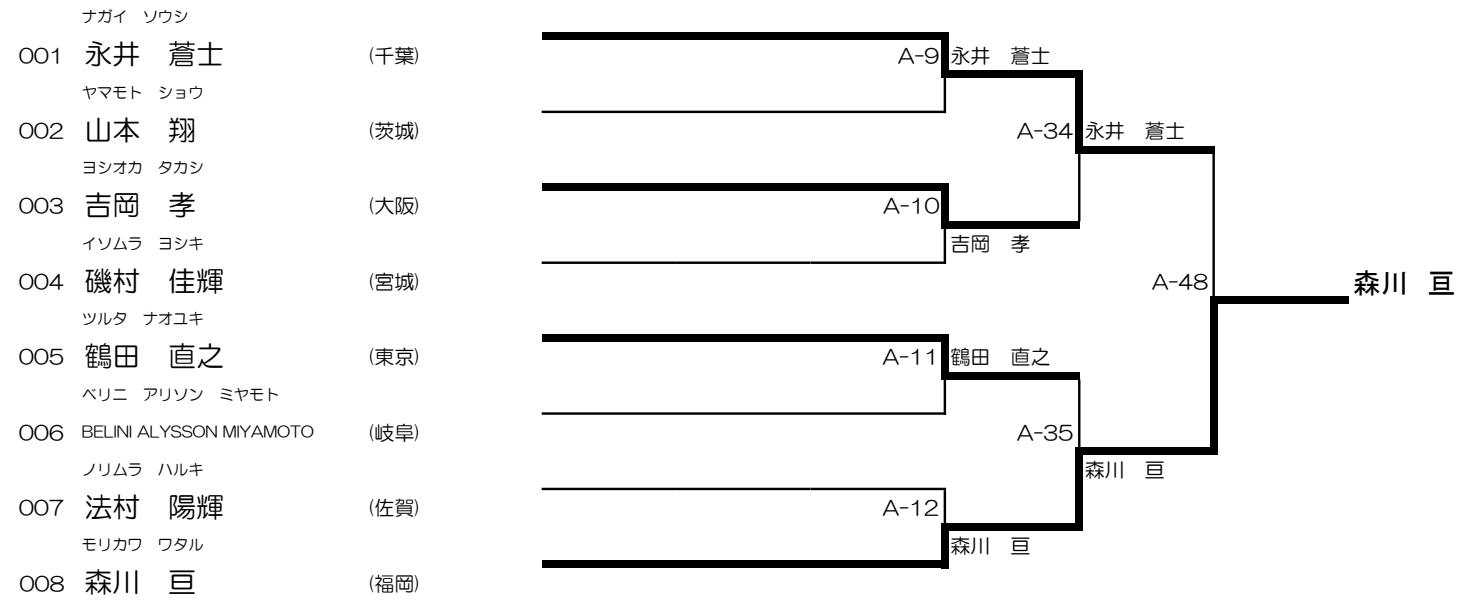 ナガイ ソウシ
001 永井 蒼士 (千葉) A-9 永井 蒼士
ヤマモト ショウ
002 山本 翔 (茨城) A-34 永井 蒼士
ヨシオカ タカシ
003 吉岡 孝 (大阪) A-10
イソムラ ヨシキ 吉岡 孝
004 磯村 佳輝 (宮城) A-48 森川 亘
ツルタ ナオユキ
005 鶴田 直之 (東京) A-11 鶴田 直之
ベリニ アリソン ミヤモト
006 BELINI ALYSSON MIYAMOTO (岐阜) A-35
ノリムラ ハルキ 森川 亘
007 法村 陽輝 (佐賀) A-12
モリカワ ワタル 森川 亘
008 森川 亘 (福岡)